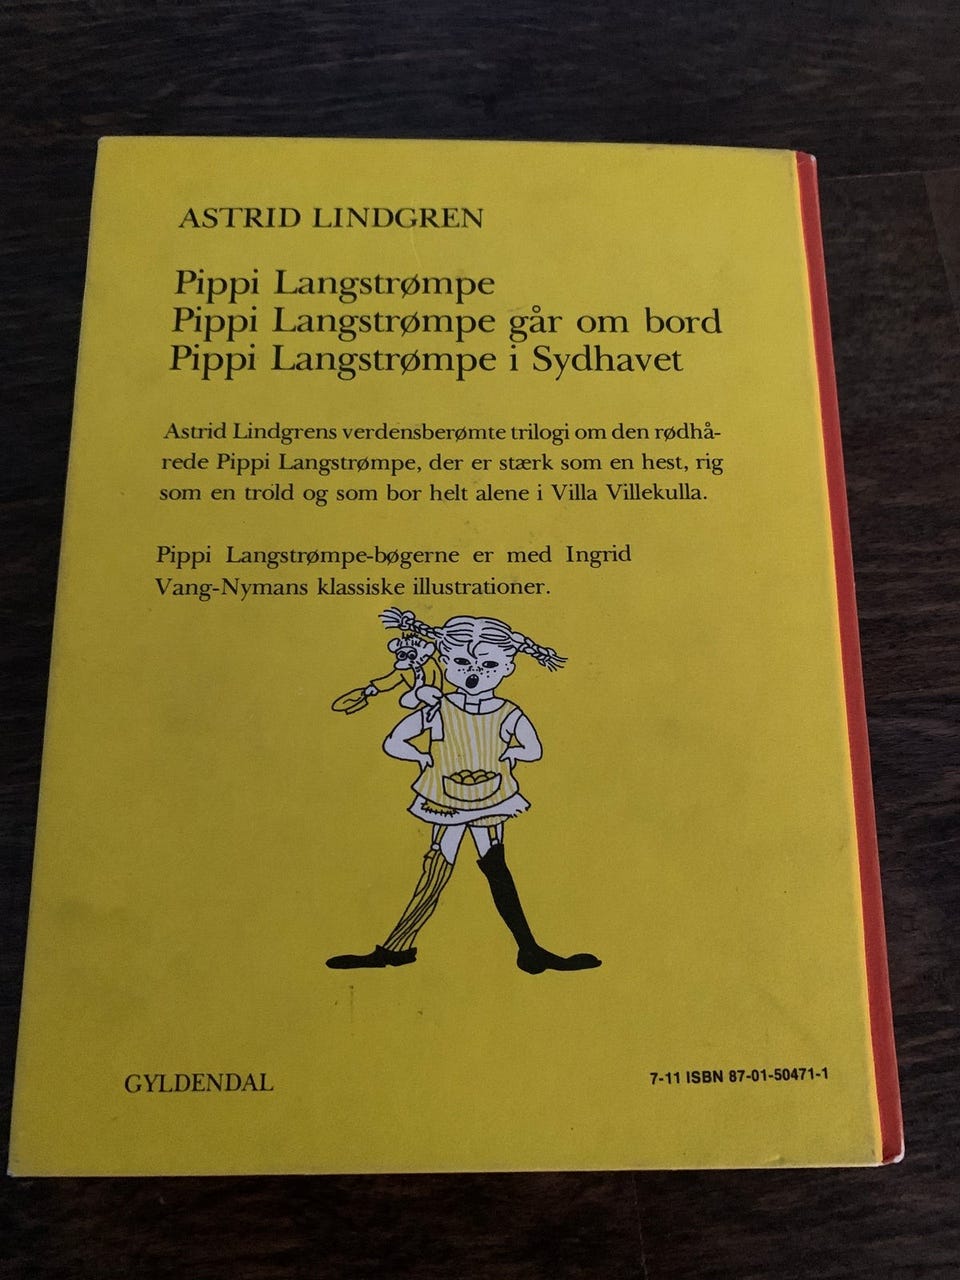 ASTRID LINDGREN
Pippi Langstrømpe
Pippi Langstrømpe går om bord
Pippi Langstrømpe i Sydhavet
Astrid Lindgrens verdensberømte trilogi om den rødhå-
rede Pippi Langstrømpe, der er stærk som en hest, rig
som en trold og som bor helt alene i Villa Villekulla.
Pippi Langstrømpe-bøgerne er med Ingrid
Vang-Nymans klassiske illustrationer.
GYLDENDAL
7-11 ISBN 87-01-50471-1